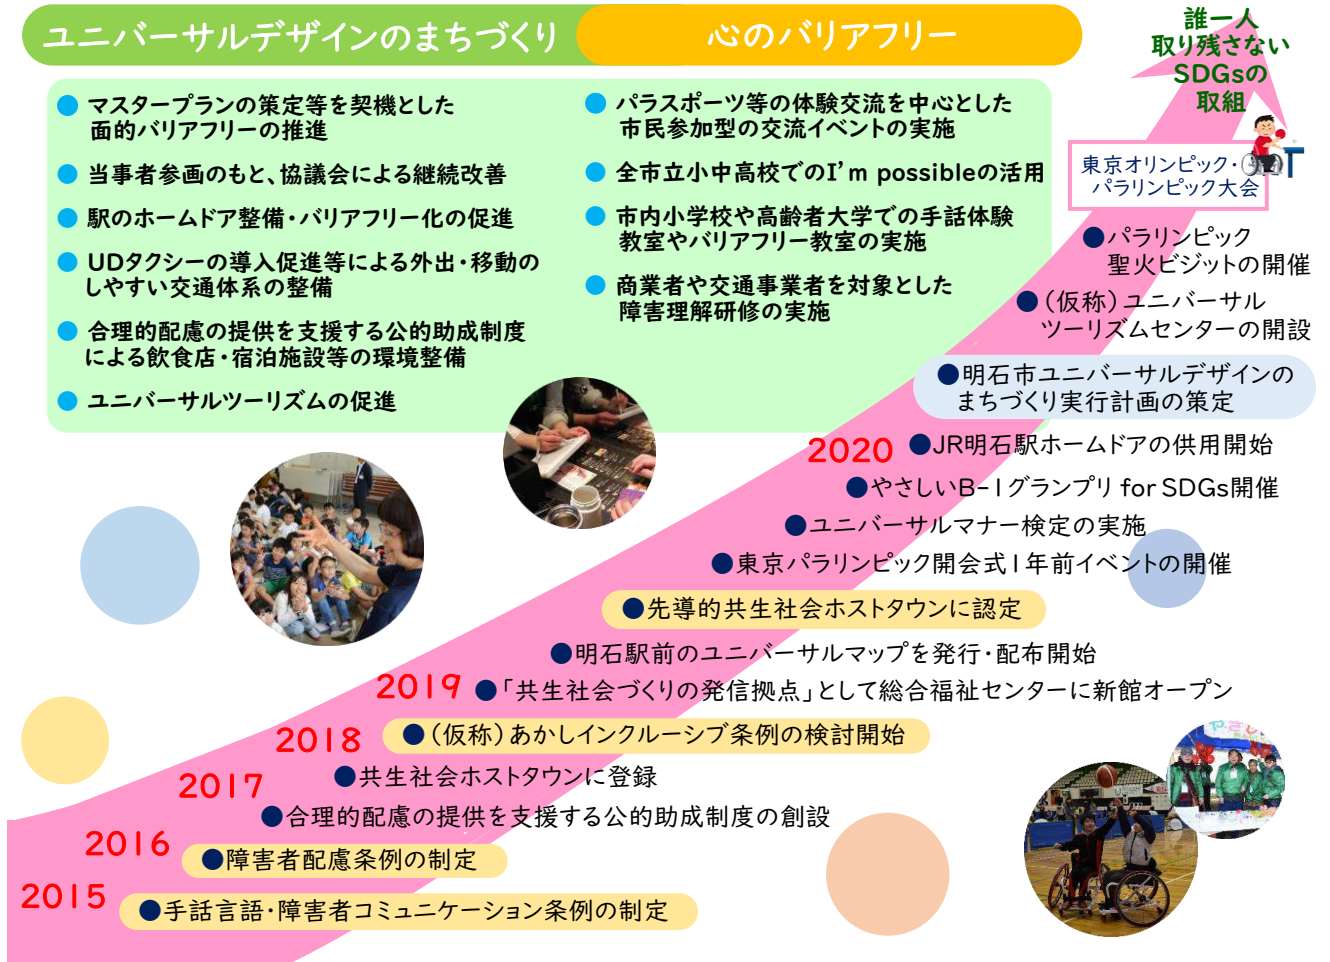 ユニバーサルデザインのまちづくり
心のバリアフリー
誰一人
取り残さない
SDGsの
取組
● マスタープランの策定等を契機とした
面的バリアフリーの推進
● 当事者参画のもと、協議会による継続改善
● 駅のホームドア整備・バリアフリー化の促進
● UDタクシーの導入促進等による外出・移動の
しやすい交通体系の整備
● 合理的配慮の提供を支援する公的助成制度
による飲食店・宿泊施設等の環境整備
● ユニバーサルツーリズムの促進
● パラスポーツ等の体験交流を中心とした
市民参加型の交流イベントの実施
● 全市立小中高校でのI'm possibleの活用
● 市内小学校や高齢者大学での手話体験
教室やバリアフリー教室の実施
● 商業者や交通事業者を対象とした
障害理解研修の実施
東京オリンピック・
パラリンピック大会
●パラリンピック
聖火ビジットの開催
●（仮称）ユニバーサル
ツーリズムセンターの開設
●明石市ユニバーサルデザインの
まちづくり実行計画の策定
2020 ●JR明石駅ホームドアの供用開始
●やさしいB-1グランプリ for SDGs開催
●ユニバーサルマナー検定の実施
●東京パラリンピック開会式1年前イベントの開催
●先導的共生社会ホストタウンに認定
●明石駅前のユニバーサルマップを発行・配布開始
2019 ●「共生社会づくりの発信拠点」として総合福祉センターに新館オープン
2018 ●（仮称）あかしインクルーシブ条例の検討開始
2017 ●共生社会ホストタウンに登録
●合理的配慮の提供を支援する公的助成制度の創設
2016 ●障害者配慮条例の制定
2015 ●手話言語・障害者コミュニケーション条例の制定